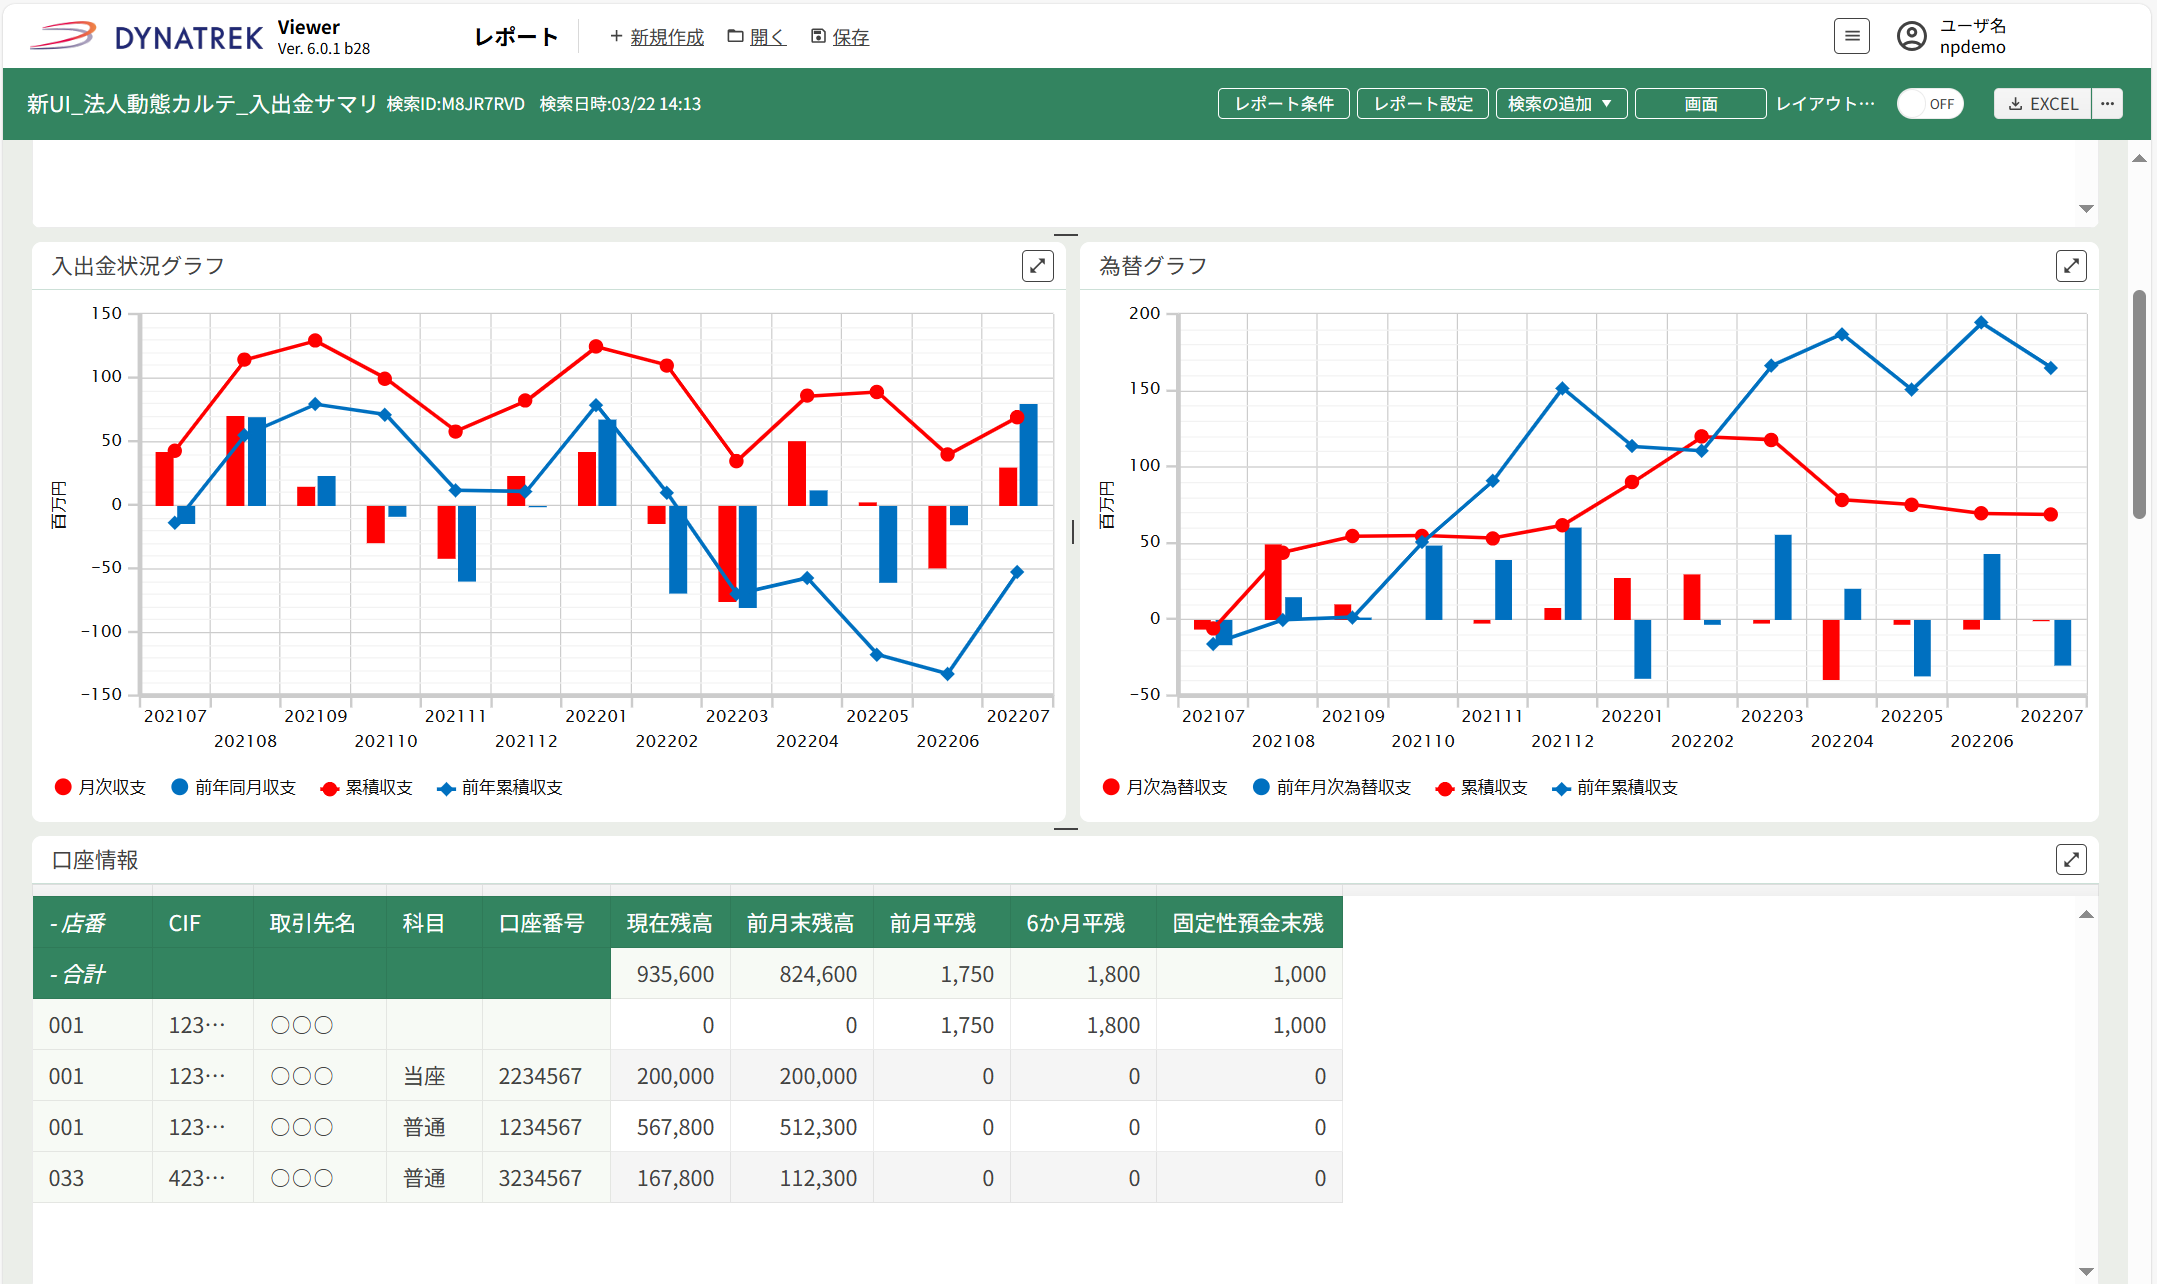 DYNATREK Viewer
Ver. 6.0.1 b28
レポート
新規作成 開く 保存
ユーザ名
npdemo
新UI_法人動態カルテ_入出金サマリ 検索ID:M8JR7RVD 検索日時:03/22 14:13
レポート条件 レポート設定 検索の追加 ▼ 画面 レイアウト… OFF EXCEL …
入出金状況グラフ
150
100
50
0
-50
-100
-150
百万円
202107 202109 202111 202201 202203 202205 202207
202108 202110 202112 202202 202204 202206
月次収支 前年同月収支 累積収支 前年累積収支
為替グラフ
200
150
100
50
0
-50
百万円
202107 202109 202111 202201 202203 202205 202207
202108 202110 202112 202202 202204 202206
月次為替収支 前年月次為替収支 累積収支 前年累積収支
口座情報
-店番 CIF 取引先名 科目 口座番号 現在残高 前月末残高 前月平残 6か月平残 固定性預金末残
-合計 935,600 824,600 1,750 1,800 1,000
001 123… 〇〇〇 0 0 1,750 1,800 1,000
001 123… 〇〇〇 当座 2234567 200,000 200,000 0 0 0
001 123… 〇〇〇 普通 1234567 567,800 512,300 0 0 0
033 423… 〇〇〇 普通 3234567 167,800 112,300 0 0 0